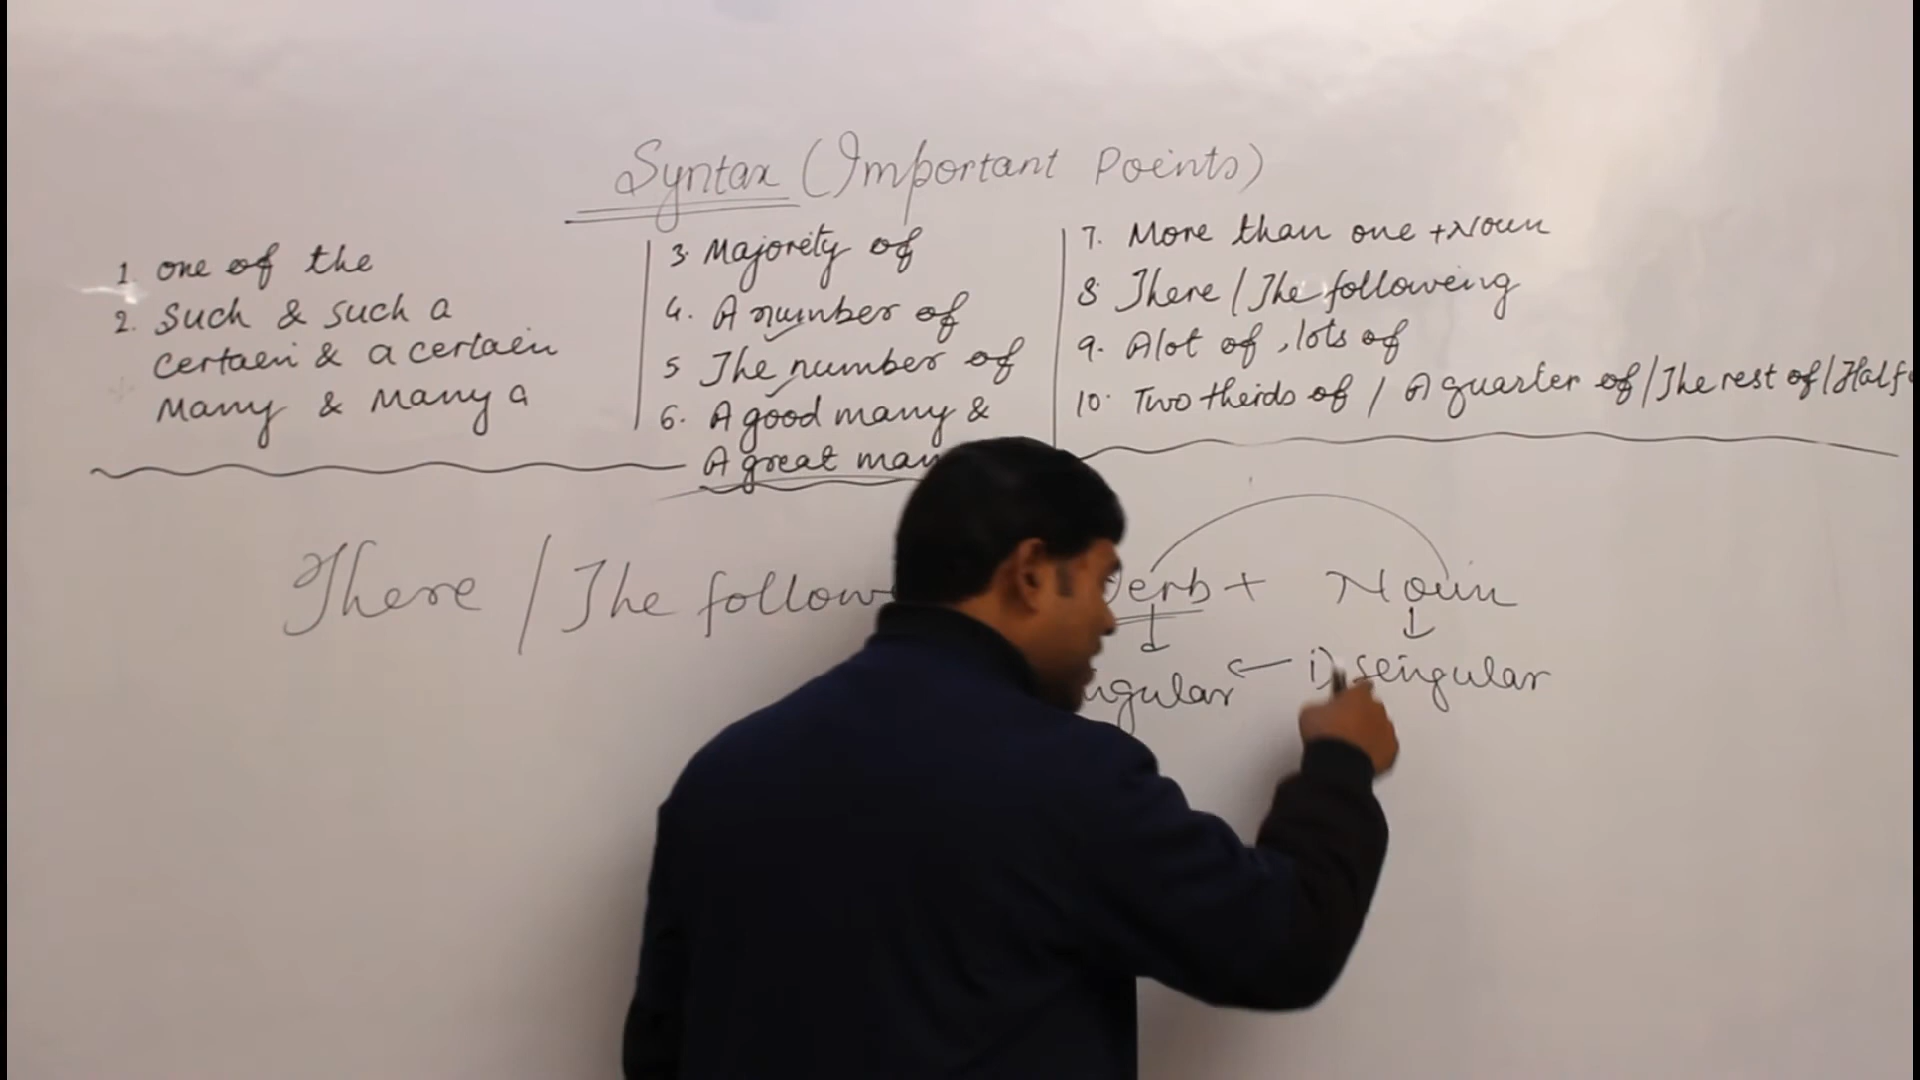 Syntax (Important Points)
1. one of the
2. Such & such a
certain & a certain
Many & Many a
3. Majority of
4. A number of
5 The number of
6. A good many &
A great man
7. More than one + Noun
8 There / The following
9. A lot of , lots of
10. Two thirds of / A quarter of / The rest of / Half
There / The follow erb + Noun
ngular ← i) singular